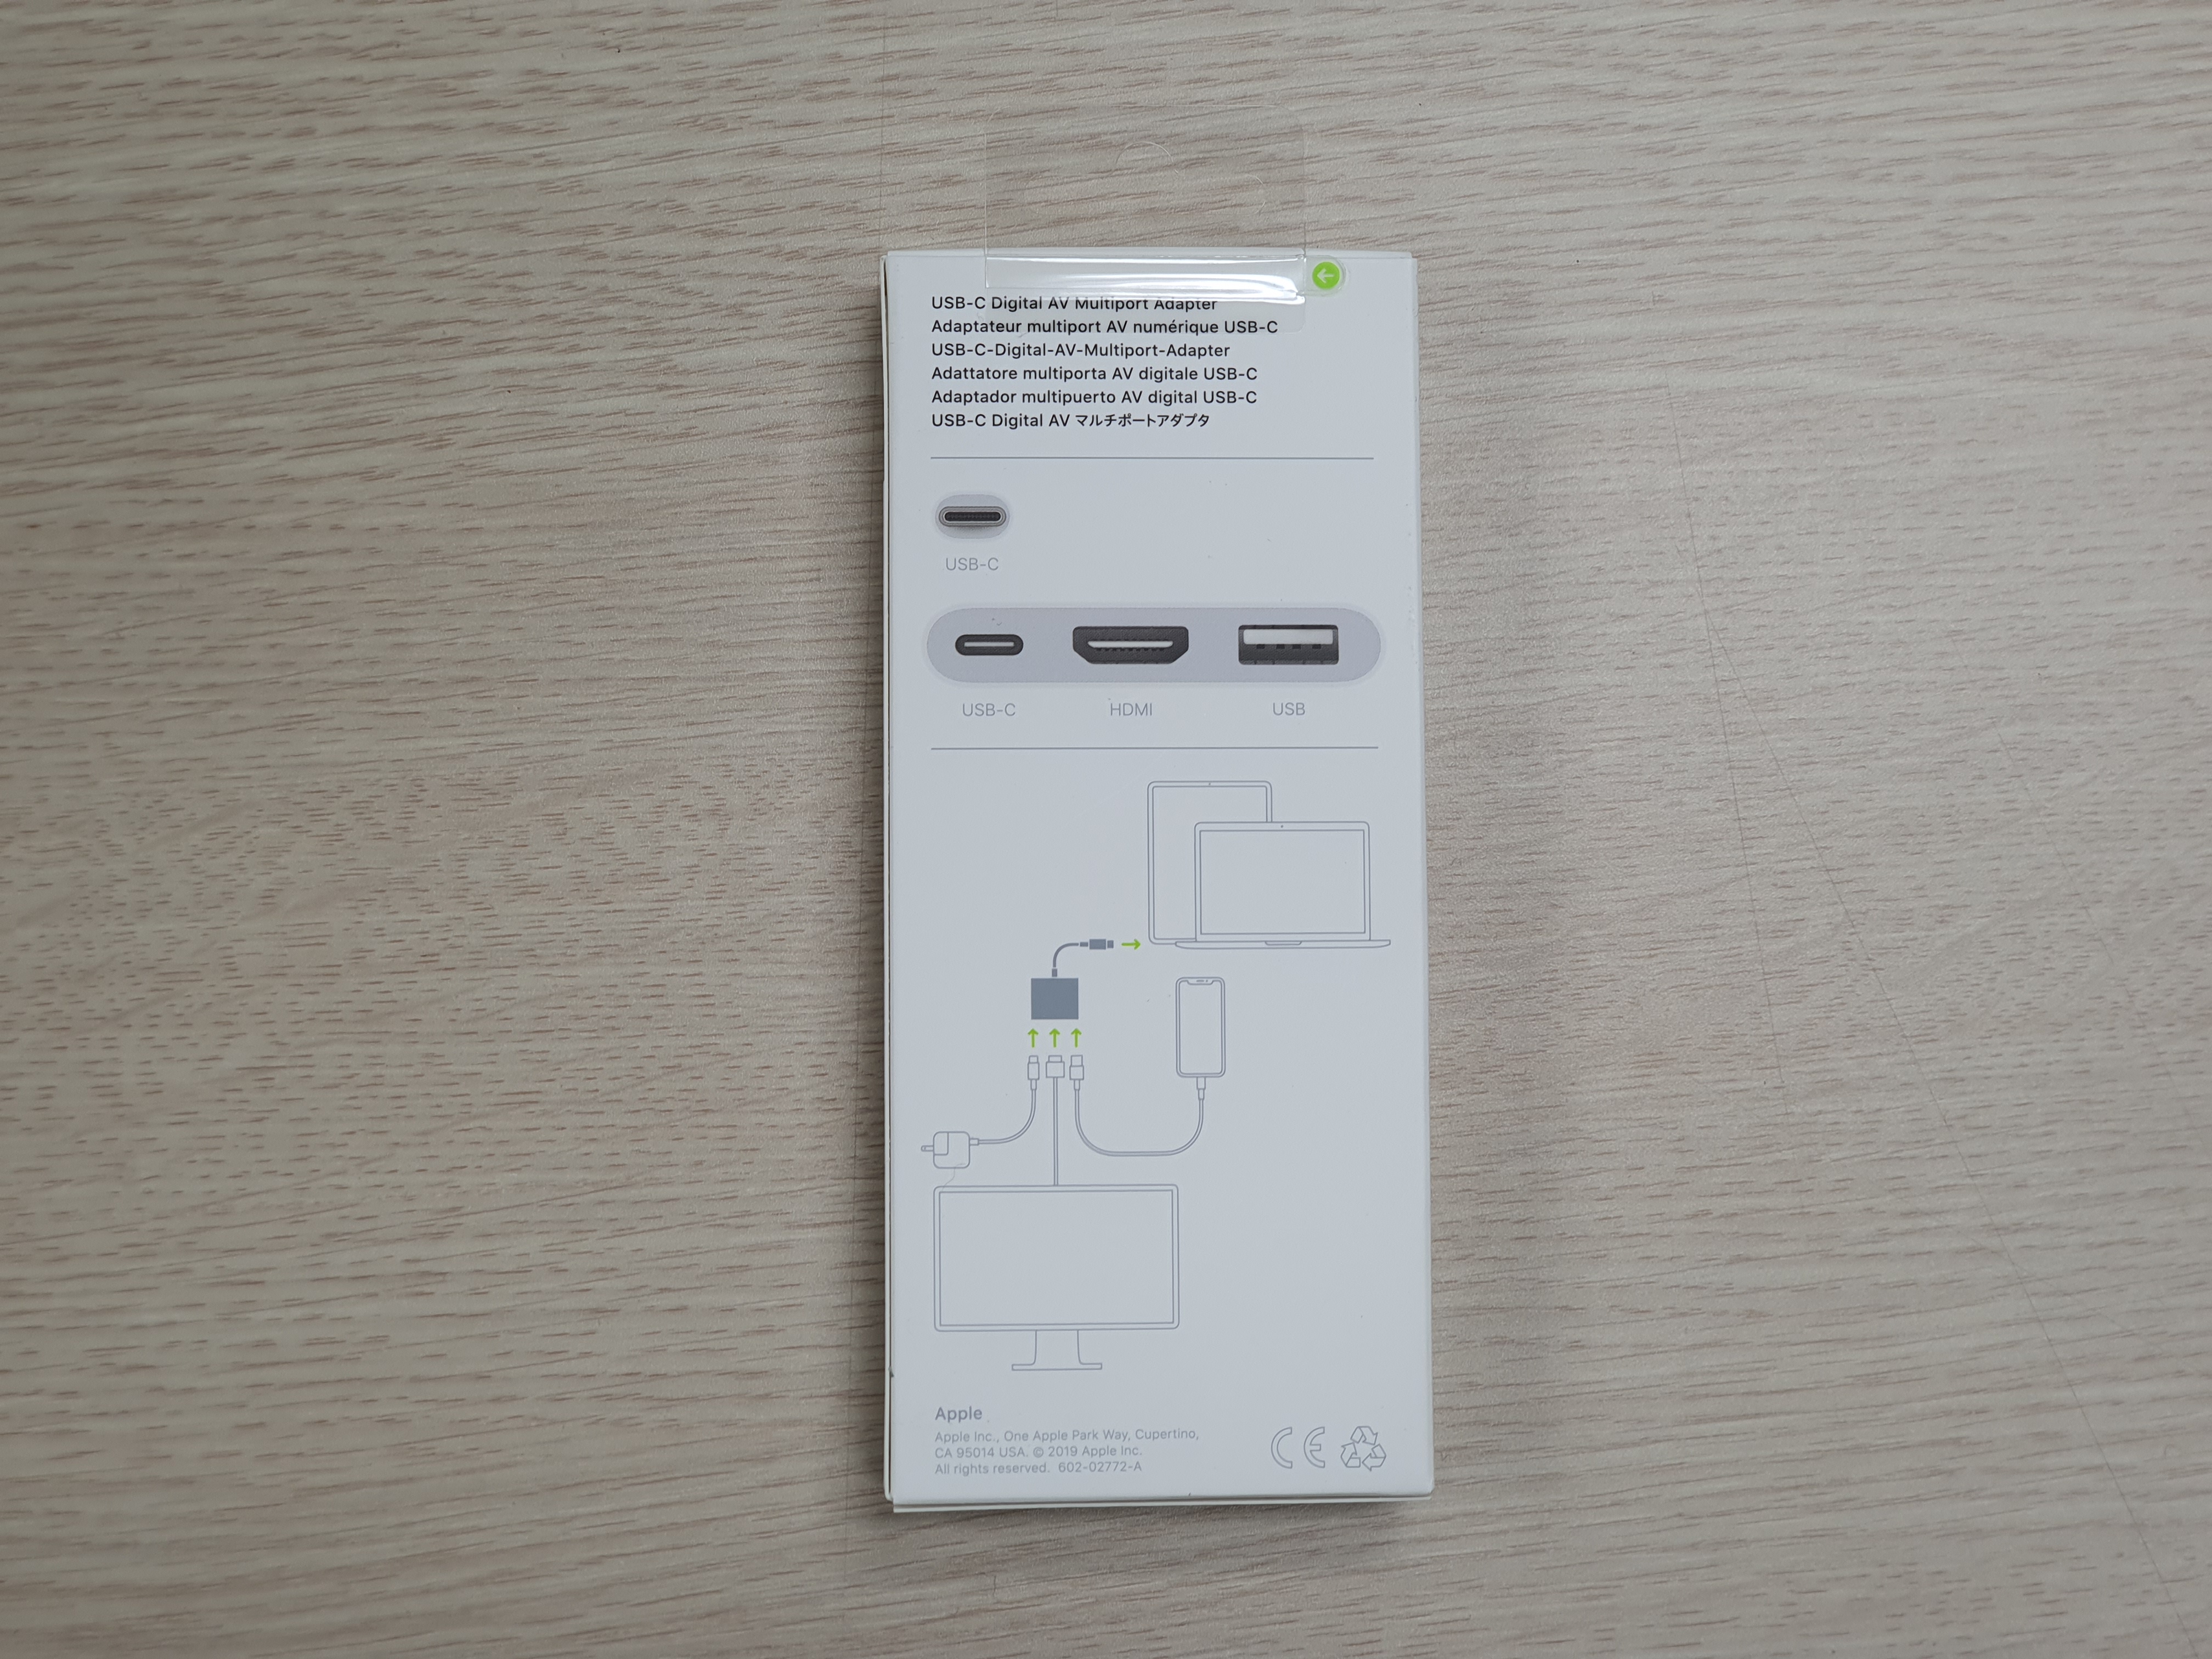 USB-C Digital AV Multiport Adapter
Adaptateur multiport AV numérique USB-C
USB-C-Digital-AV-Multiport-Adapter
Adattatore multiporta AV digitale USB-C
Adaptador multipuerto AV digital USB-C
USB-C Digital AV マルチポートアダプタ
USB-C
USB-C HDMI USB
Apple
Apple Inc., One Apple Park Way, Cupertino,
CA 95014 USA. © 2019 Apple Inc.
All rights reserved. 602-02772-A
CE